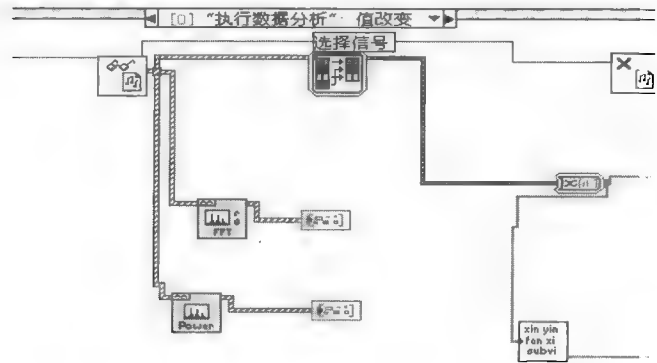 [0] “执行数据分析”: 值改变
选择信号
FFT
Power
xin yin
fen xi
subvi